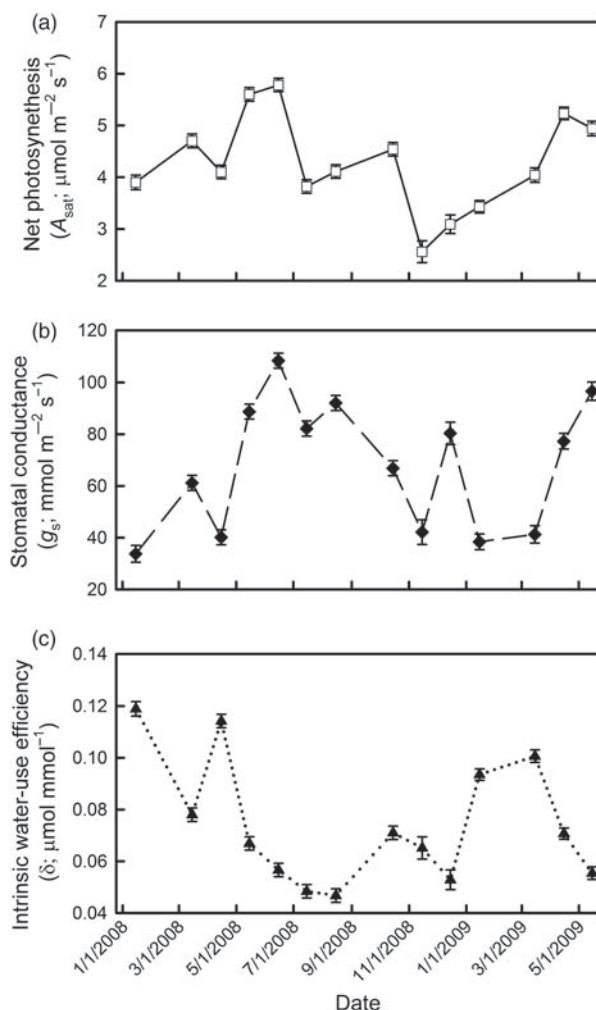 (a)
Net photosynethesis
(Asat; µmol m−2 s−1)
7
6
5
4
3
2
(b)
Stomatal conductance
(gs; mmol m−2 s−1)
120
100
80
60
40
20
(c)
Intrinsic water-use efficiency
(δ; µmol mmol−1)
0.14
0.12
0.10
0.08
0.06
0.04
1/1/2008
3/1/2008
5/1/2008
7/1/2008
9/1/2008
11/1/2008
1/1/2009
3/1/2009
5/1/2009
Date